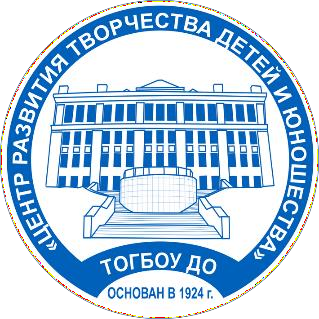 «ЦЕНТР РАЗВИТИЯ ТВОРЧЕСТВА ДЕТЕЙ И ЮНОШЕСТВА»
ТОГБОУ ДО
ОСНОВАН В 1924 г.